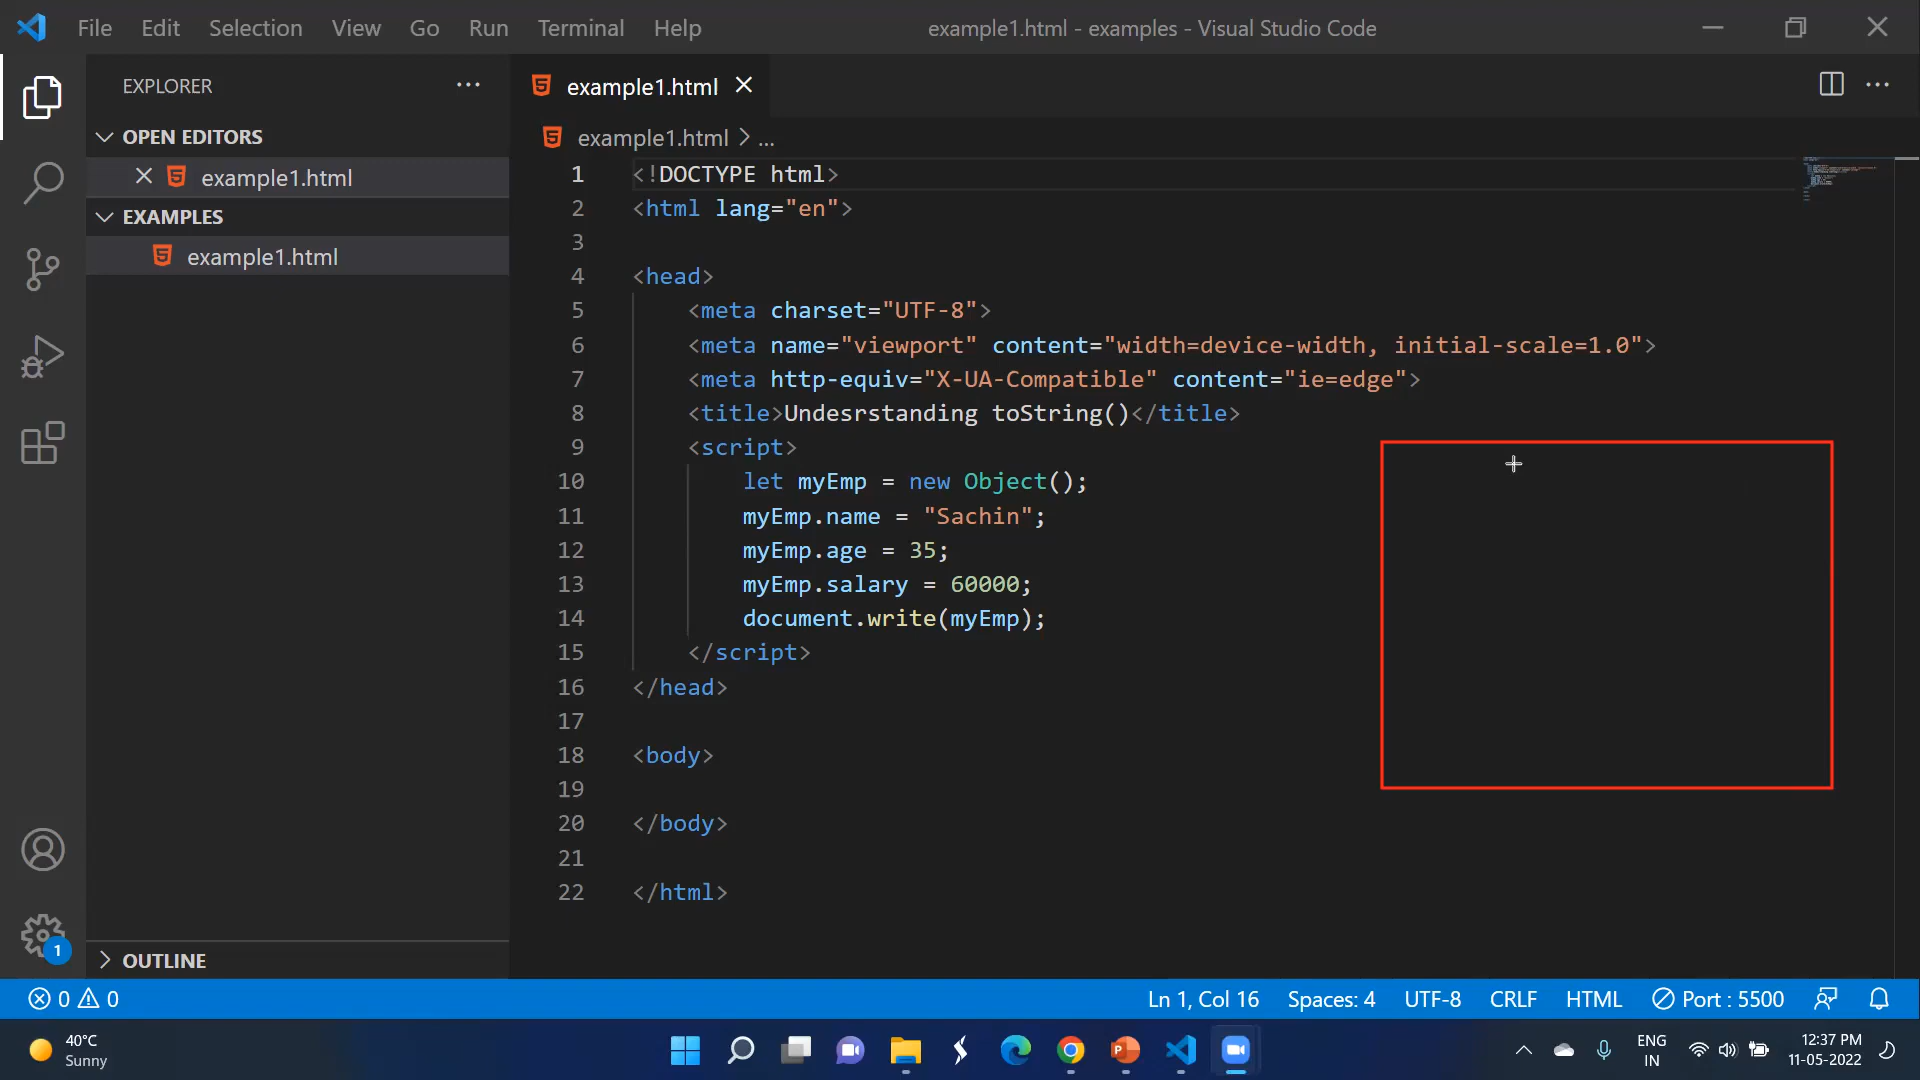 File Edit Selection View Go Run Terminal Help example1.html - examples - Visual Studio Code
EXPLORER ...
OPEN EDITORS
example1.html
EXAMPLES
example1.html
OUTLINE
example1.html
example1.html > ...
1 <!DOCTYPE html>
2 <html lang="en">
3
4 <head>
5 <meta charset="UTF-8">
6 <meta name="viewport" content="width=device-width, initial-scale=1.0">
7 <meta http-equiv="X-UA-Compatible" content="ie=edge">
8 <title>Undesrstanding toString()</title>
9 <script>
10 let myEmp = new Object();
11 myEmp.name = "Sachin";
12 myEmp.age = 35;
13 myEmp.salary = 60000;
14 document.write(myEmp);
15 </script>
16 </head>
17
18 <body>
19
20 </body>
21
22 </html>
1
0 0 Ln 1, Col 16 Spaces: 4 UTF-8 CRLF HTML Port : 5500
40°C
Sunny
ENG
IN
12:37 PM
11-05-2022